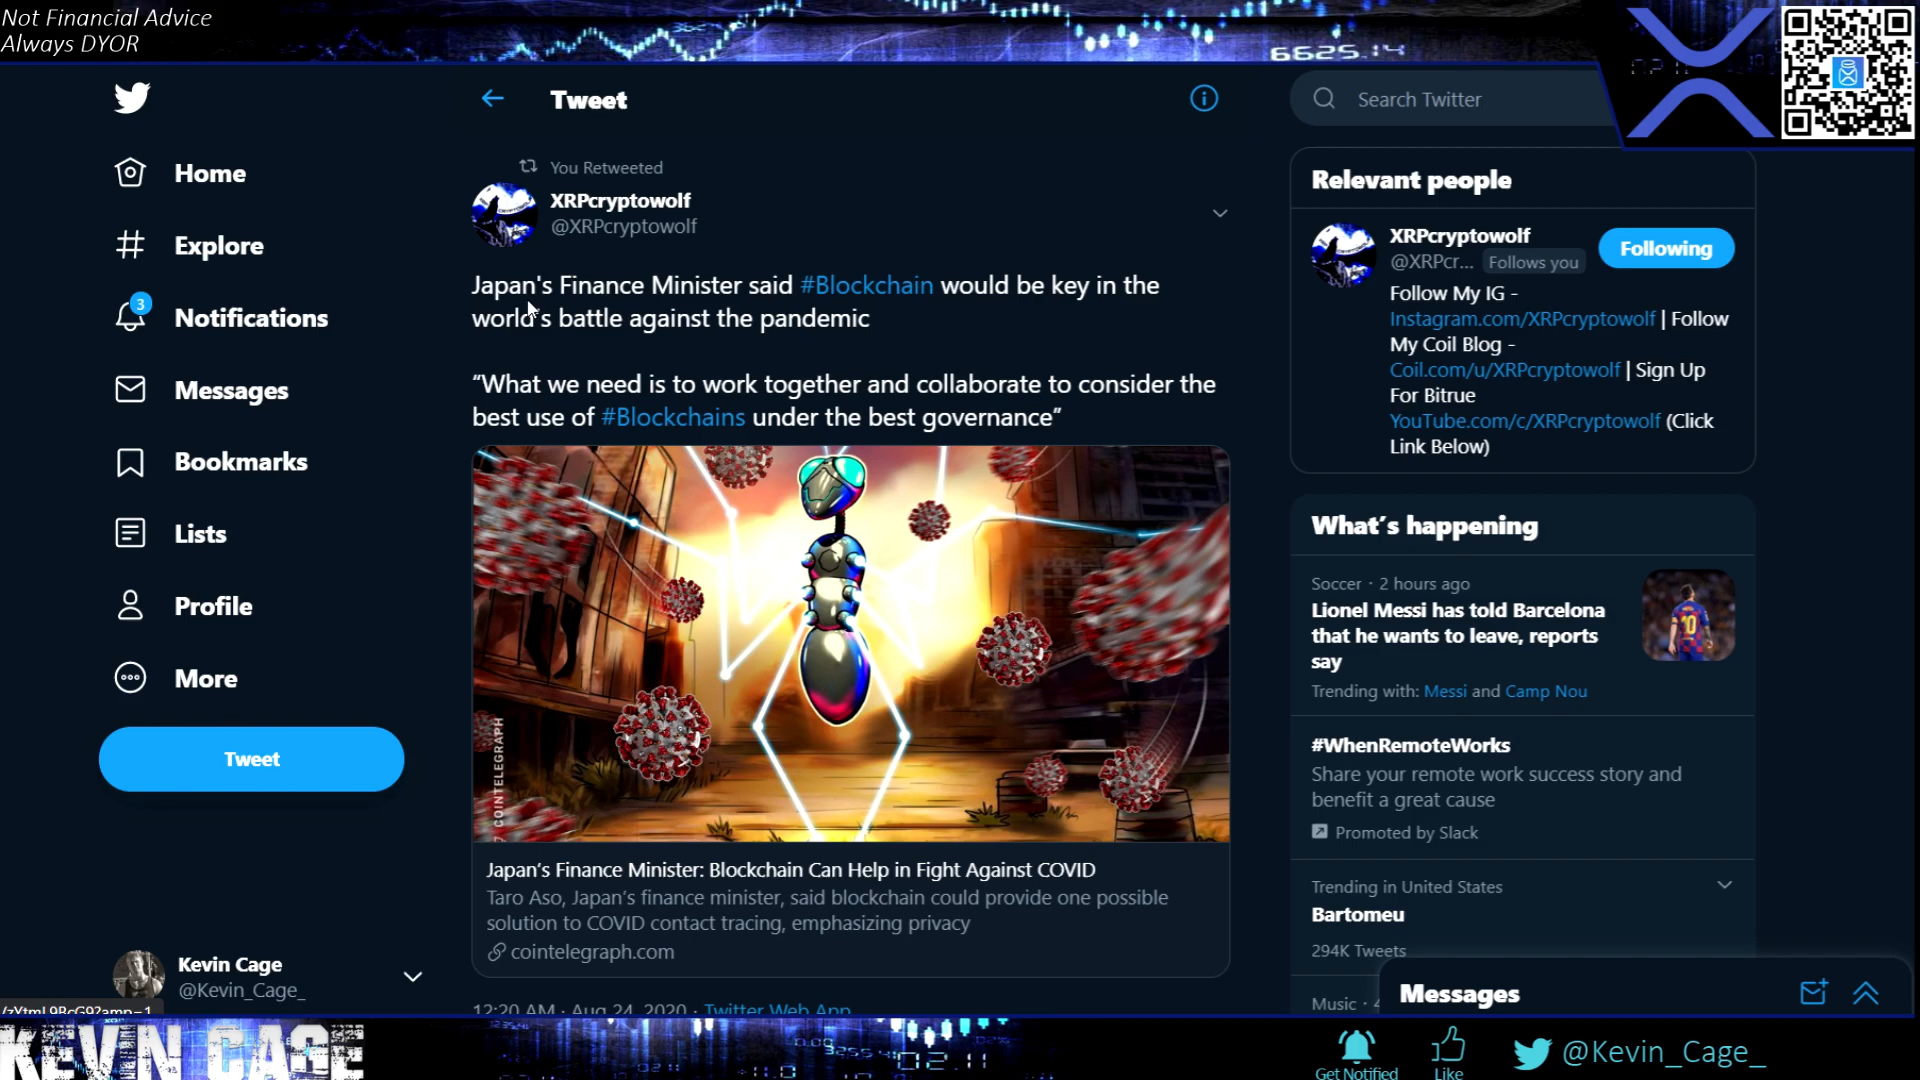 Not Financial Advice
Always DYOR
6625.14
Tweet
Search Twitter
Home
Explore
3
Notifications
Messages
Bookmarks
Lists
Profile
More
Tweet
Kevin Cage
@Kevin_Cage_
You Retweeted
XRPcryptowolf
@XRPcryptowolf
Japan's Finance Minister said #Blockchain would be key in the
world's battle against the pandemic
“What we need is to work together and collaborate to consider the
best use of #Blockchains under the best governance”
COINTELEGRAPH
Japan’s Finance Minister: Blockchain Can Help in Fight Against COVID
Taro Aso, Japan’s finance minister, said blockchain could provide one possible
solution to COVID contact tracing, emphasizing privacy
cointelegraph.com
12:20 AM · Aug 24, 2020 · Twitter Web App
Relevant people
XRPcryptowolf
@XRPcr... Follows you
Following
Follow My IG -
Instagram.com/XRPcryptowolf | Follow
My Coil Blog -
Coil.com/u/XRPcryptowolf | Sign Up
For Bitrue
YouTube.com/c/XRPcryptowolf (Click
Link Below)
What’s happening
Soccer · 2 hours ago
Lionel Messi has told Barcelona
that he wants to leave, reports
say
Trending with: Messi and Camp Nou
10
#WhenRemoteWorks
Share your remote work success story and
benefit a great cause
Promoted by Slack
Trending in United States
Bartomeu
294K Tweets
Music ·
Messages
KEVIN CAGE
02.11
Get Notified
Like
@Kevin_Cage_